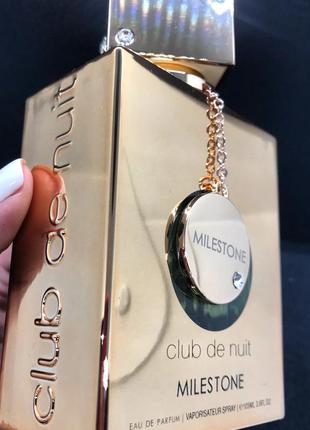 club de nuit
MILESTONE
club de nuit
MILESTONE
EAU DE PARFUM | VAPORISATEUR SPRAY | ℮105ML 3.6FL OZ